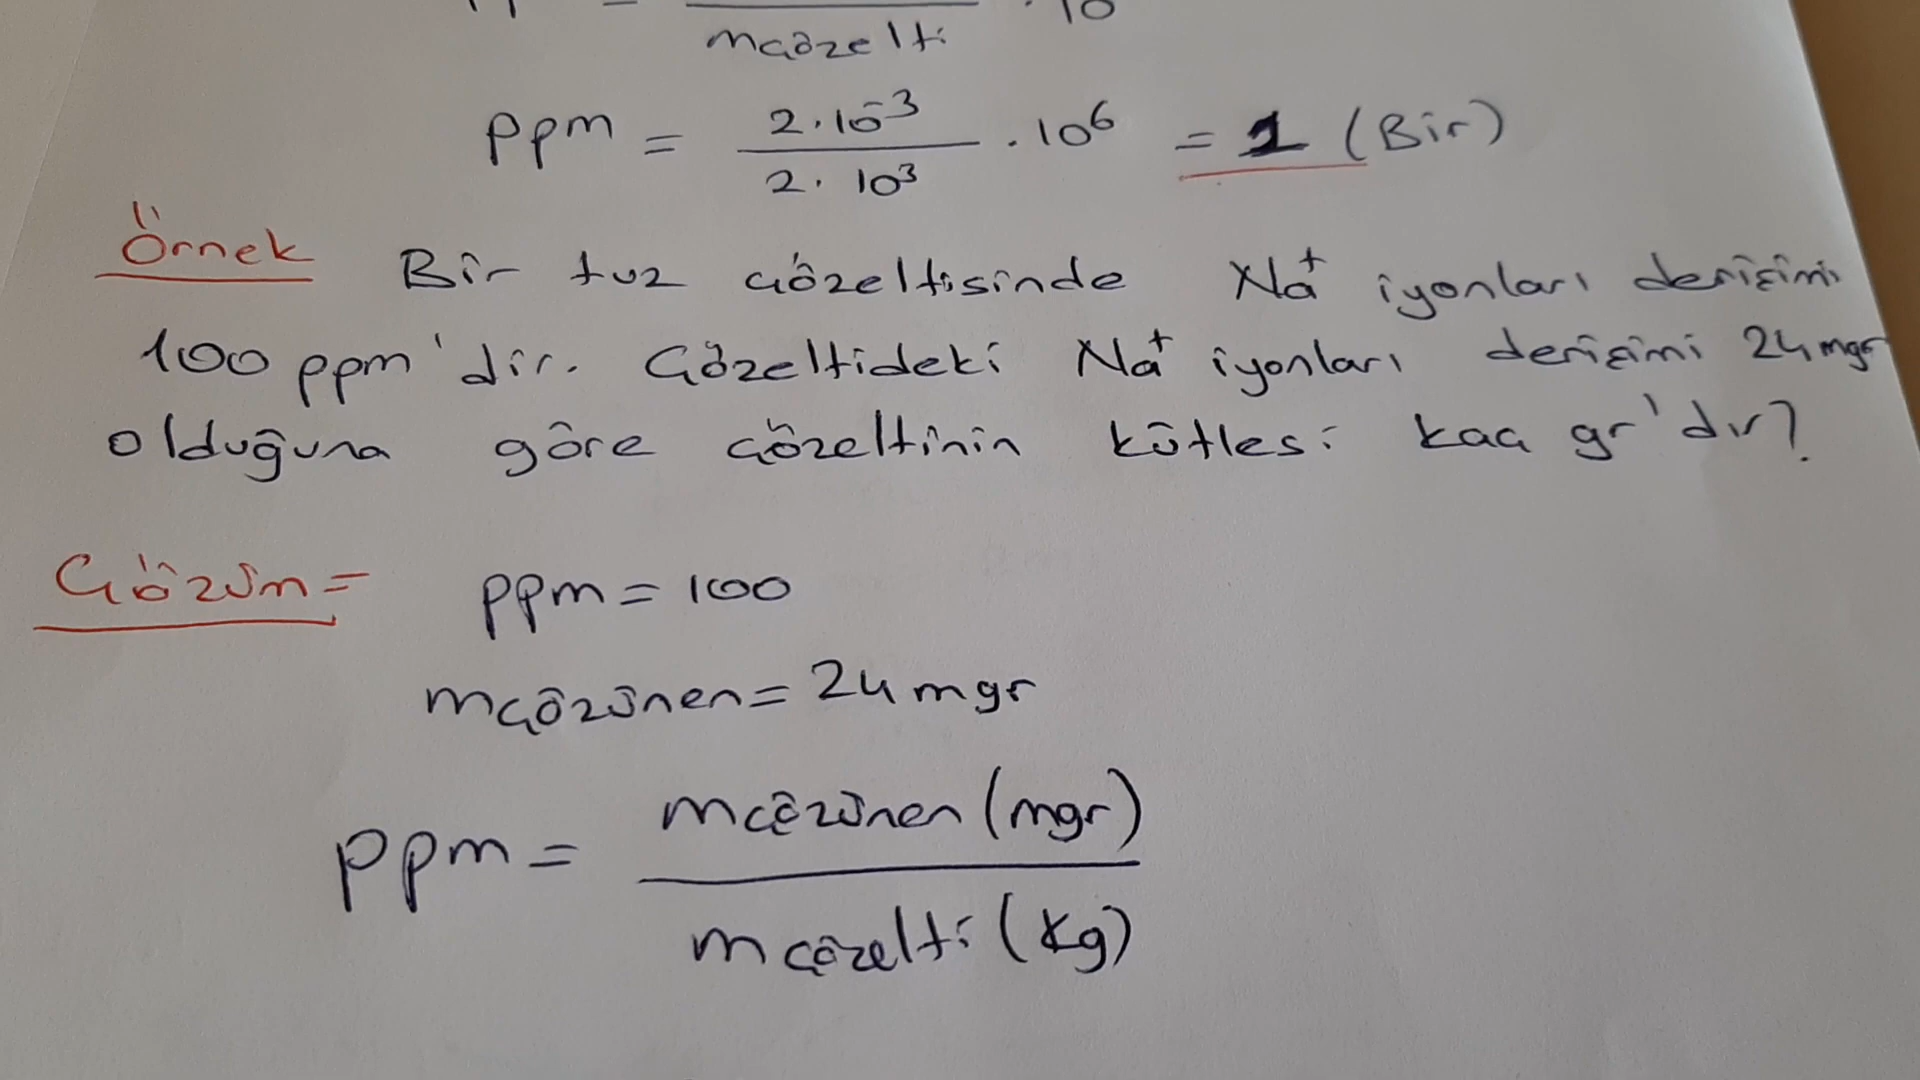 mçözelti
ppm = 2.10⁻³ / 2.10³ . 10⁶ = 1 (Bir)
Örnek Bir tuz çözeltisinde Na⁺ iyonları derişimi
100 ppm'dir. Çözeltideki Na⁺ iyonları derişimi 24 mgr
olduğuna göre çözeltinin kütlesi kaç gr'dır?
Çözüm = ppm = 100
mçözünen = 24 mgr
ppm = mçözünen (mgr) / mçözelti (kg)